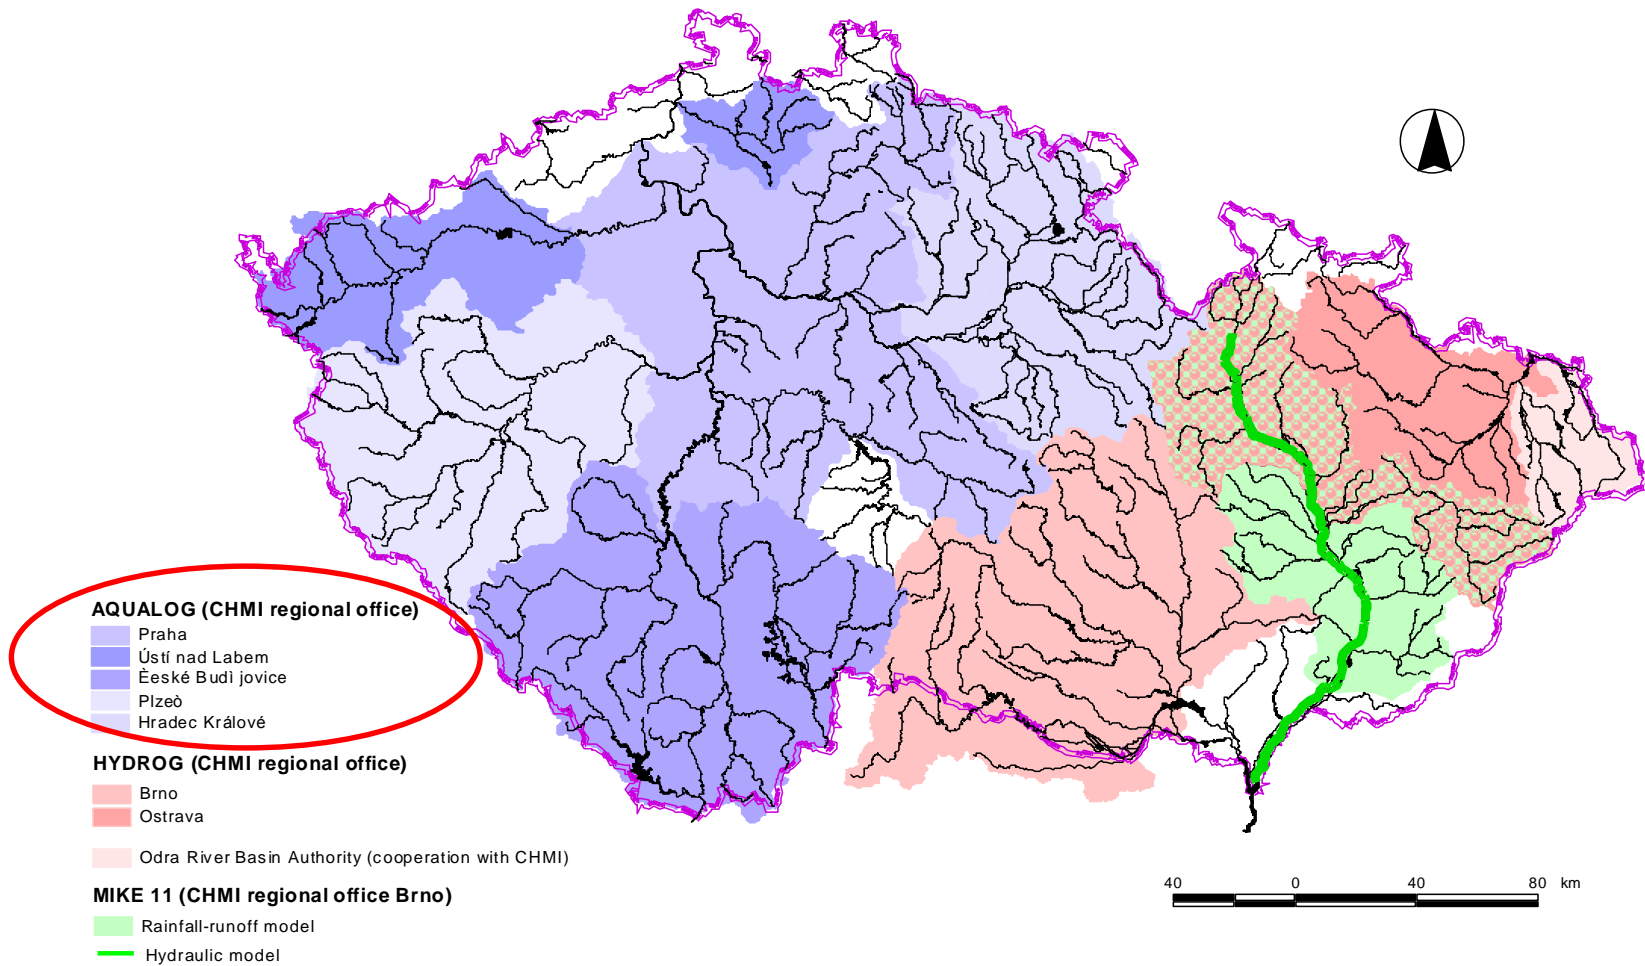 AQUALOG (CHMI regional office)
Praha
Ústí nad Labem
Èeské Budì jovice
Plzeò
Hradec Králové
HYDROG (CHMI regional office)
Brno
Ostrava
Odra River Basin Authority (cooperation with CHMI)
MIKE 11 (CHMI regional office Brno)
Rainfall-runoff model
Hydraulic model
40 0 40 80 km